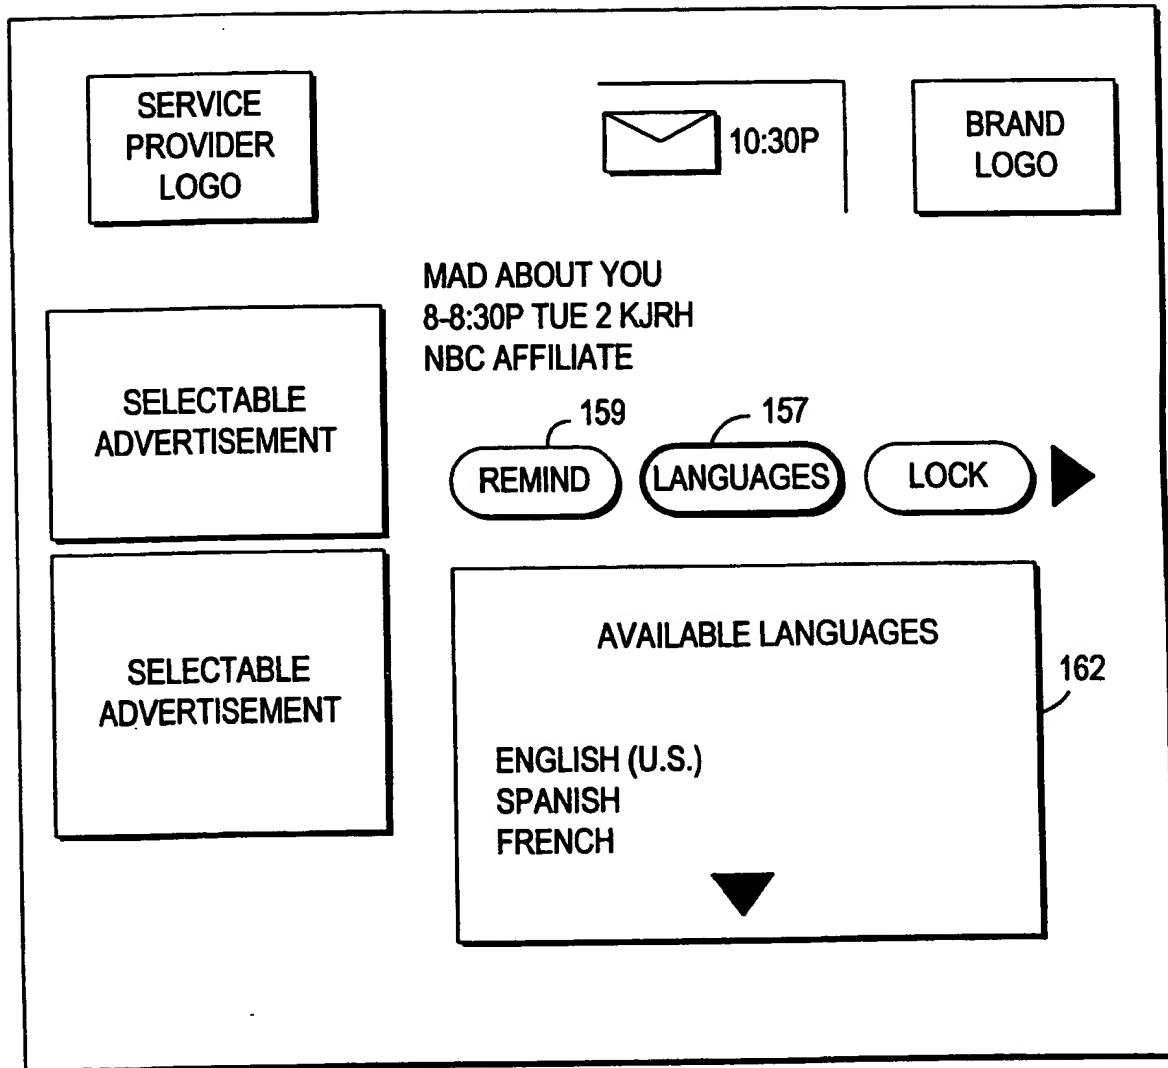 SERVICE
PROVIDER
LOGO
10:30P
BRAND
LOGO
MAD ABOUT YOU
8-8:30P TUE 2 KJRH
NBC AFFILIATE
SELECTABLE
ADVERTISEMENT
159
157
REMIND
LANGUAGES
LOCK
SELECTABLE
ADVERTISEMENT
AVAILABLE LANGUAGES
162
ENGLISH (U.S.)
SPANISH
FRENCH